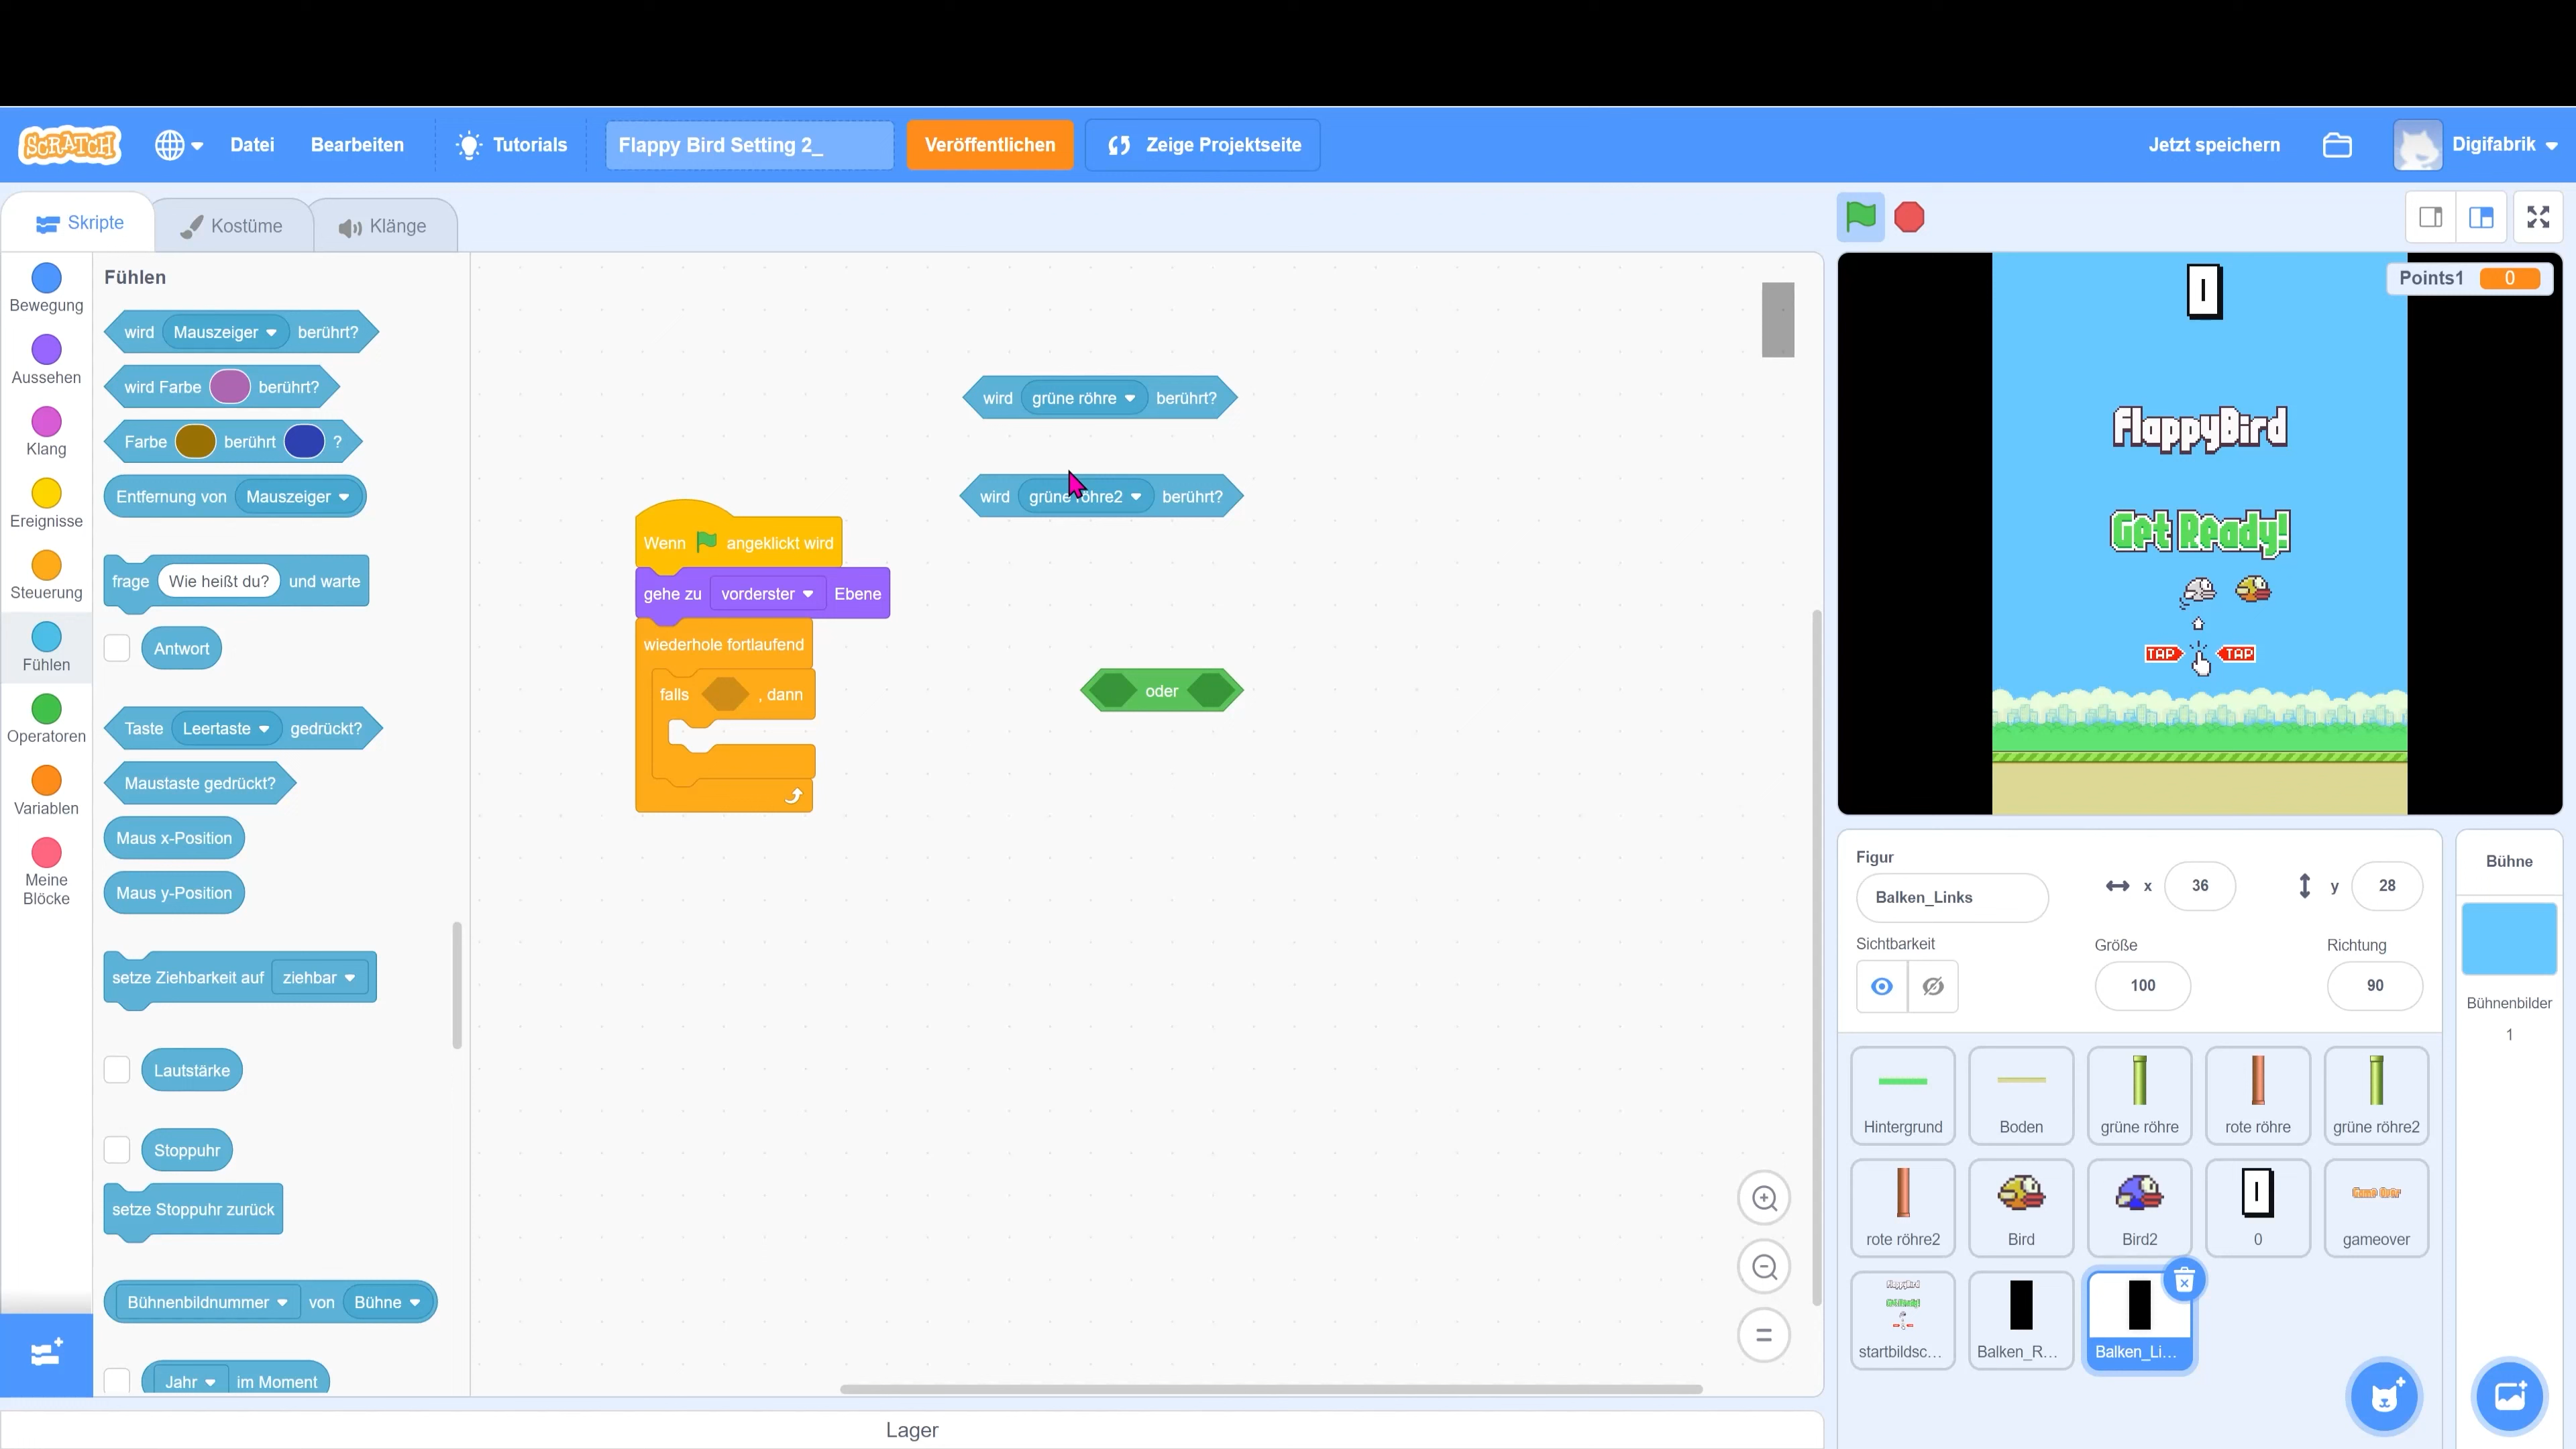 SCRATCH
Datei
Bearbeiten
Tutorials
Flappy Bird Setting 2_
Veröffentlichen
Zeige Projektseite
Jetzt speichern
Digifabrik
Skripte
Kostüme
Klänge
Bewegung
Aussehen
Klang
Ereignisse
Steuerung
Fühlen
Operatoren
Variablen
Meine
Blöcke
Fühlen
wird Mauszeiger berührt?
wird Farbe berührt?
Farbe berührt ?
Entfernung von Mauszeiger
frage Wie heißt du? und warte
Antwort
Taste Leertaste gedrückt?
Maustaste gedrückt?
Maus x-Position
Maus y-Position
setze Ziehbarkeit auf ziehbar
Lautstärke
Stoppuhr
setze Stoppuhr zurück
Bühnenbildnummer von Bühne
Jahr im Moment
wird grüne röhre berührt?
wird grüne röhre2 berührt?
Wenn angeklickt wird
gehe zu vorderster Ebene
wiederhole fortlaufend
falls , dann
oder
Lager
Points1 0
FlappyBird
Get Ready!
TAP TAP
Figur
Balken_Links
x 36
y 28
Sichtbarkeit
Größe
Richtung
100
90
Hintergrund
Boden
grüne röhre
rote röhre
grüne röhre2
rote röhre2
Bird
Bird2
0
Game Over
gameover
FlappyBird
startbildsc...
Balken_R...
Balken_Li...
Bühne
Bühnenbilder
1